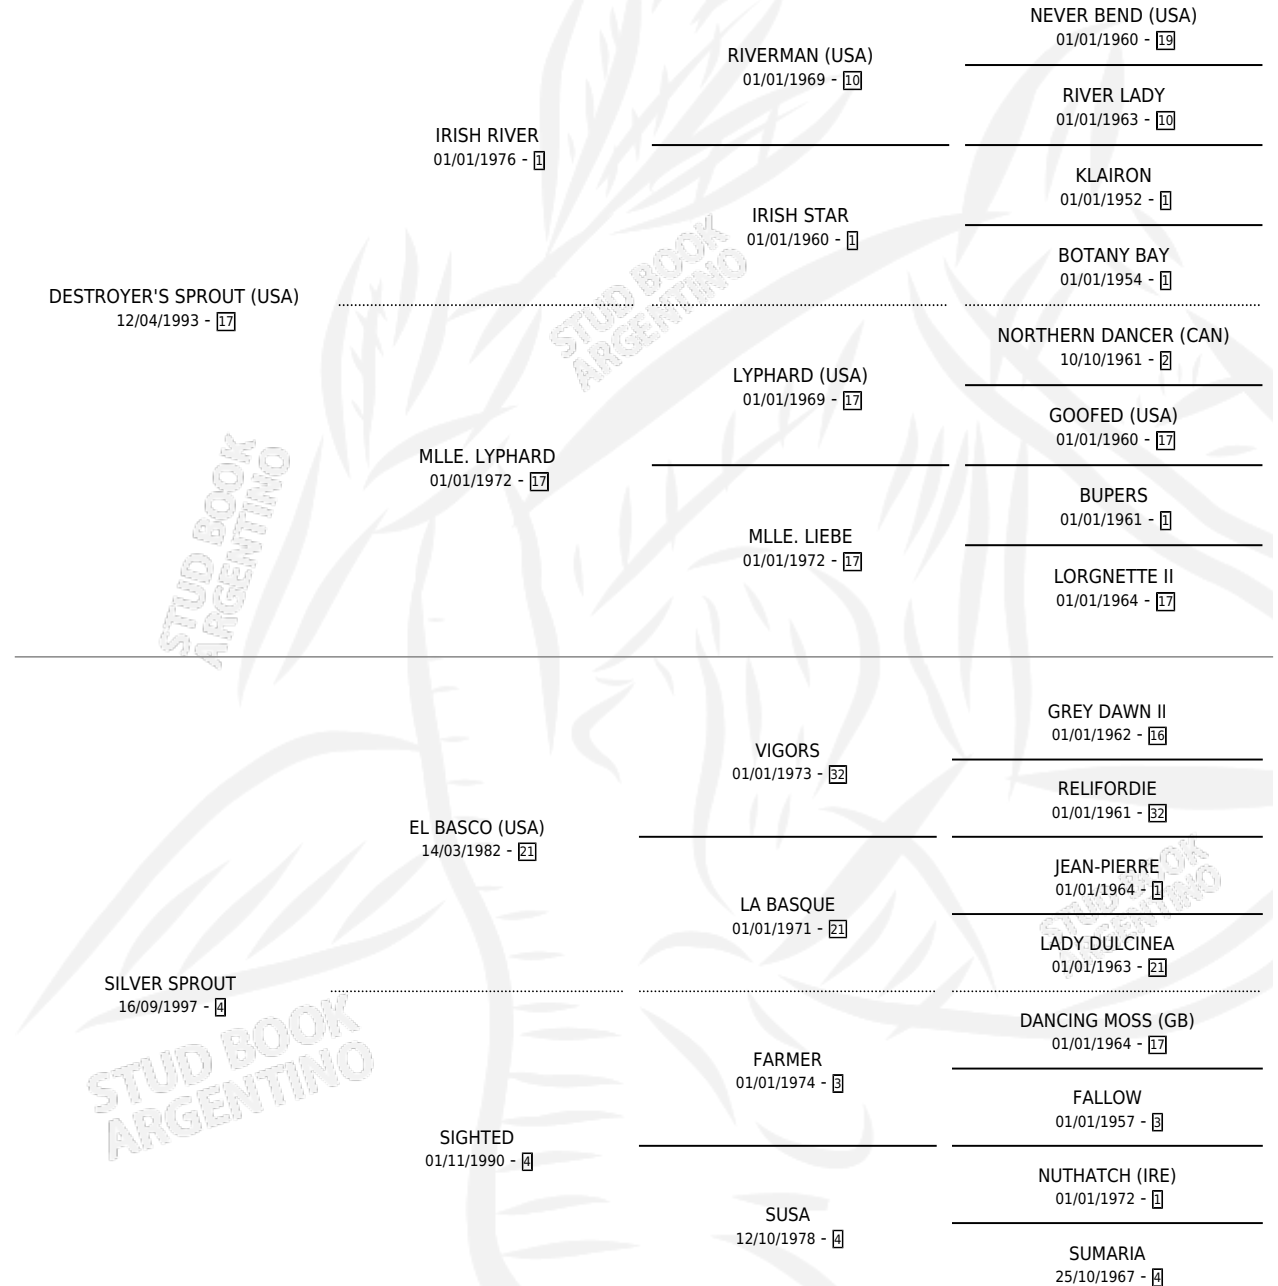 NEVER BEND (USA)
01/01/1960 - 19
RIVERMAN (USA)
01/01/1969 - 10
RIVER LADY
01/01/1963 - 10
IRISH RIVER
01/01/1976 - 1
KLAIRON
01/01/1952 - 1
IRISH STAR
01/01/1960 - 1
BOTANY BAY
01/01/1954 - 1
DESTROYER'S SPROUT (USA)
12/04/1993 - 17
STUD BOOK
ARGENTINO
NORTHERN DANCER (CAN)
10/10/1961 - 2
LYPHARD (USA)
01/01/1969 - 17
GOOFED (USA)
01/01/1960 - 17
MLLE. LYPHARD
01/01/1972 - 17
BUPERS
01/01/1961 - 1
MLLE. LIEBE
01/01/1972 - 17
LORGNETTE II
01/01/1964 - 17
STUD BOOK
ARGENTINO
GREY DAWN II
01/01/1962 - 16
VIGORS
01/01/1973 - 32
RELIFORDIE
01/01/1961 - 32
EL BASCO (USA)
14/03/1982 - 21
JEAN-PIERRE
01/01/1964 - 1
LA BASQUE
01/01/1971 - 21
STUD BOOK
ARGENTINO
LADY DULCINEA
01/01/1963 - 21
SILVER SPROUT
16/09/1997 - 4
STUD BOOK
ARGENTINO
DANCING MOSS (GB)
01/01/1964 - 17
FARMER
01/01/1974 - 3
FALLOW
01/01/1957 - 3
SIGHTED
01/11/1990 - 4
NUTHATCH (IRE)
01/01/1972 - 1
SUSA
12/10/1978 - 4
SUMARIA
25/10/1967 - 4